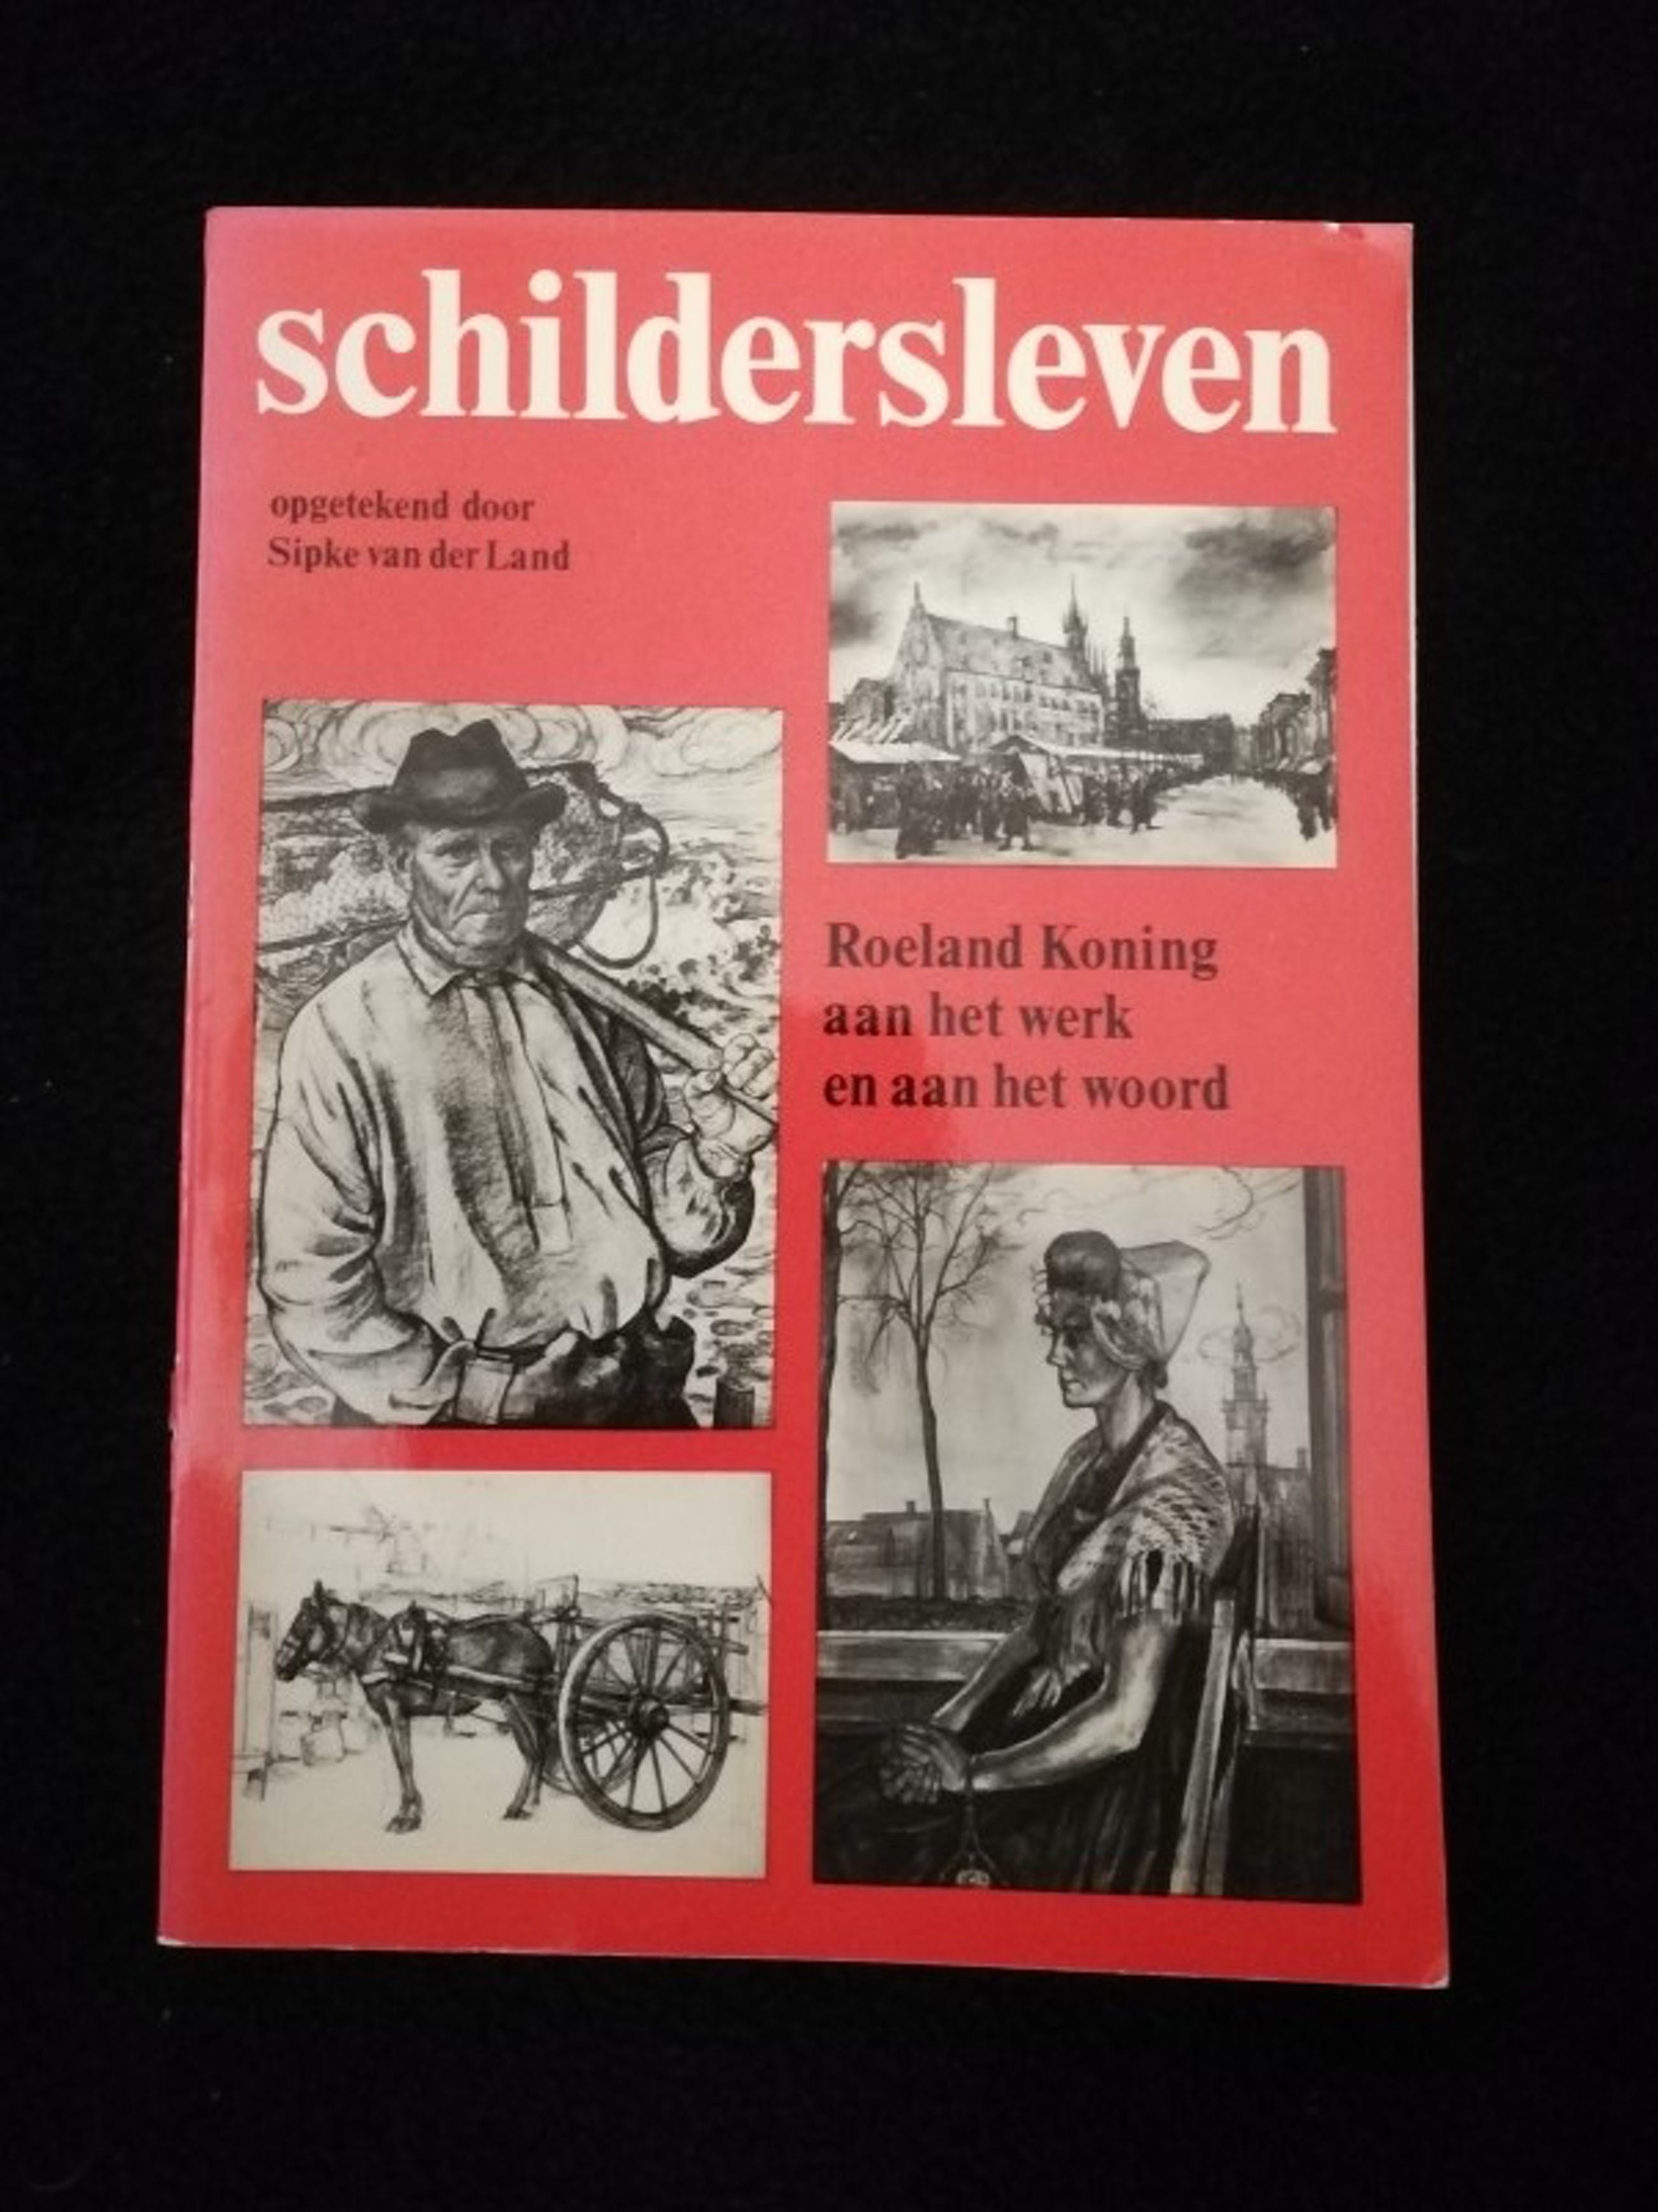 schildersleven
opgetekend door
Sipke van der Land
Roeland Koning
aan het werk
en aan het woord